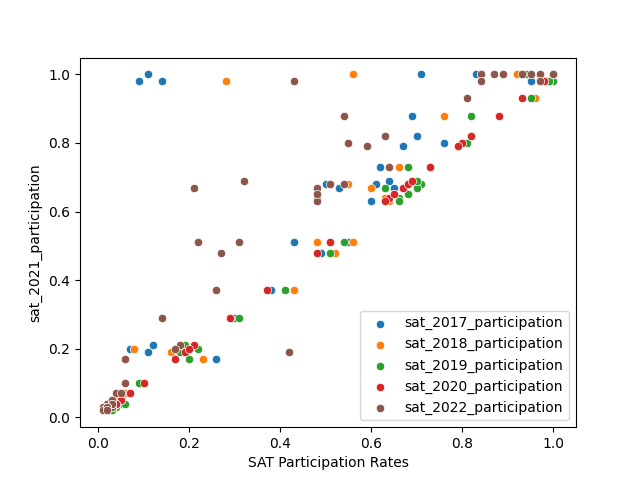 1.0
0.8
0.6
0.4
0.2
0.0
sat_2021_participation
0.0 0.2 0.4 0.6 0.8 1.0
SAT Participation Rates
sat_2017_participation
sat_2018_participation
sat_2019_participation
sat_2020_participation
sat_2022_participation